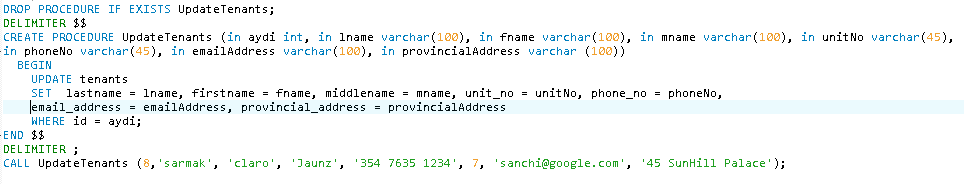 DROP PROCEDURE IF EXISTS UpdateTenants;
DELIMITER $$
CREATE PROCEDURE UpdateTenants (in aydi int, in lname varchar(100), in fname varchar(100), in mname varchar(100), in unitNo varchar(45),
in phoneNo varchar(45), in emailAddress varchar(100), in provincialAddress varchar (100))
BEGIN
UPDATE tenants
SET  lastname = lname, firstname = fname, middlename = mname, unit_no = unitNo, phone_no = phoneNo,
email_address = emailAddress, provincial_address = provincialAddress
WHERE id = aydi;
END $$
DELIMITER ;
CALL UpdateTenants (8,'sarmak', 'claro', 'Jaunz', '354 7635 1234', 7, 'sanchi@google.com', '45 SunHill Palace');